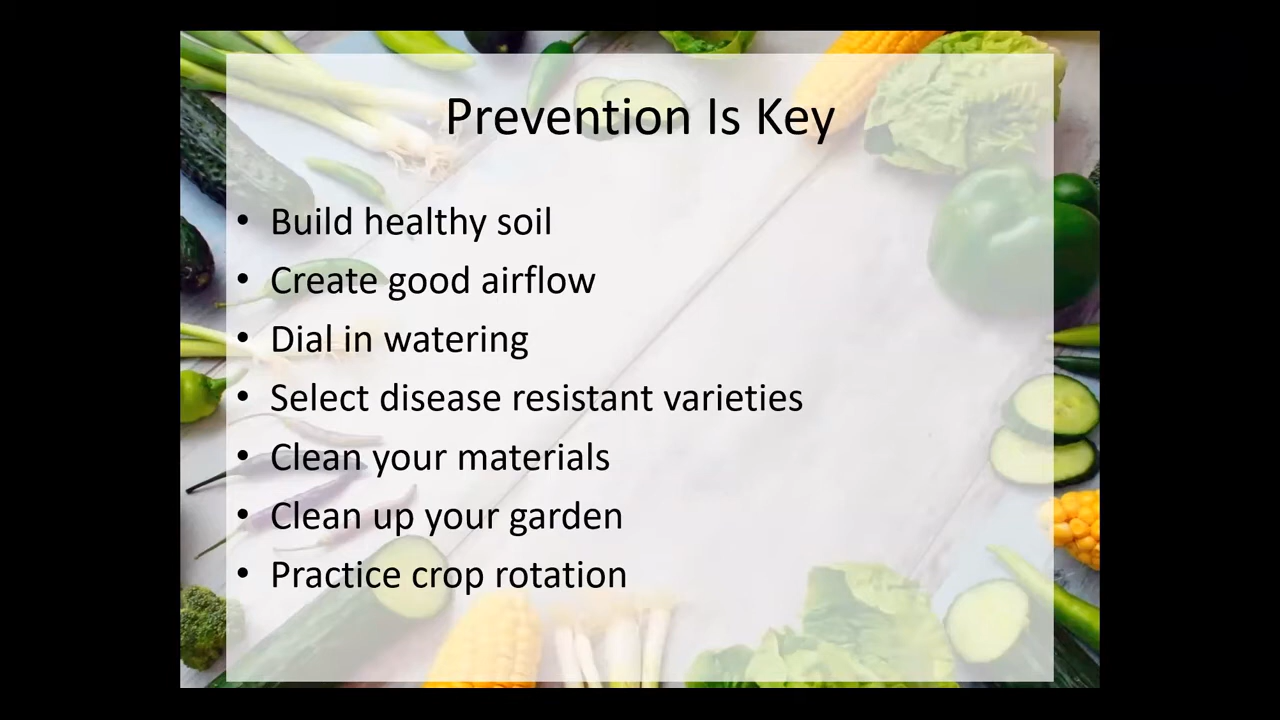 Prevention Is Key
• Build healthy soil
• Create good airflow
• Dial in watering
• Select disease resistant varieties
• Clean your materials
• Clean up your garden
• Practice crop rotation